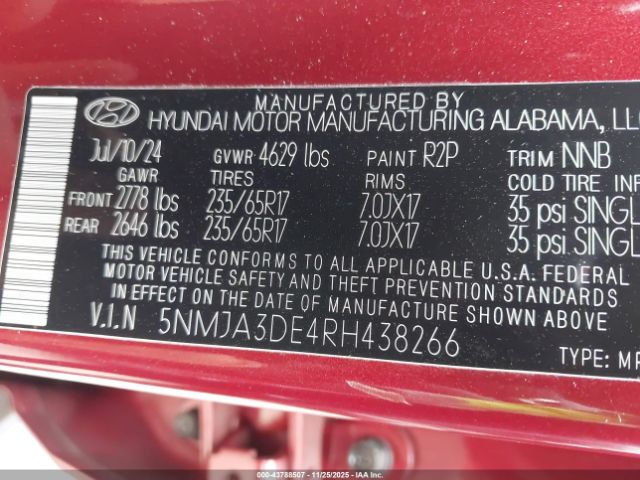 MANUFACTURED BY
HYUNDAI MOTOR MANUFACTURING ALABAMA, LLC
Jul/10/24 GVWR 4629 lbs PAINT R2P TRIM NNB
GAWR TIRES RIMS COLD TIRE INF
FRONT 2778 lbs 235/65R17 7.0JX17 35 psi SINGL
REAR 2646 lbs 235/65R17 7.0JX17 35 psi SINGL
THIS VEHICLE CONFORMS TO ALL APPLICABLE U.S.A. FEDERAL
MOTOR VEHICLE SAFETY AND THEFT PREVENTION STANDARDS
IN EFFECT ON THE DATE OF MANUFACTURE SHOWN ABOVE
V.I.N 5NMJA3DE4RH438266
TYPE: MP
000-43788507 - 11/25/2025 - COPART